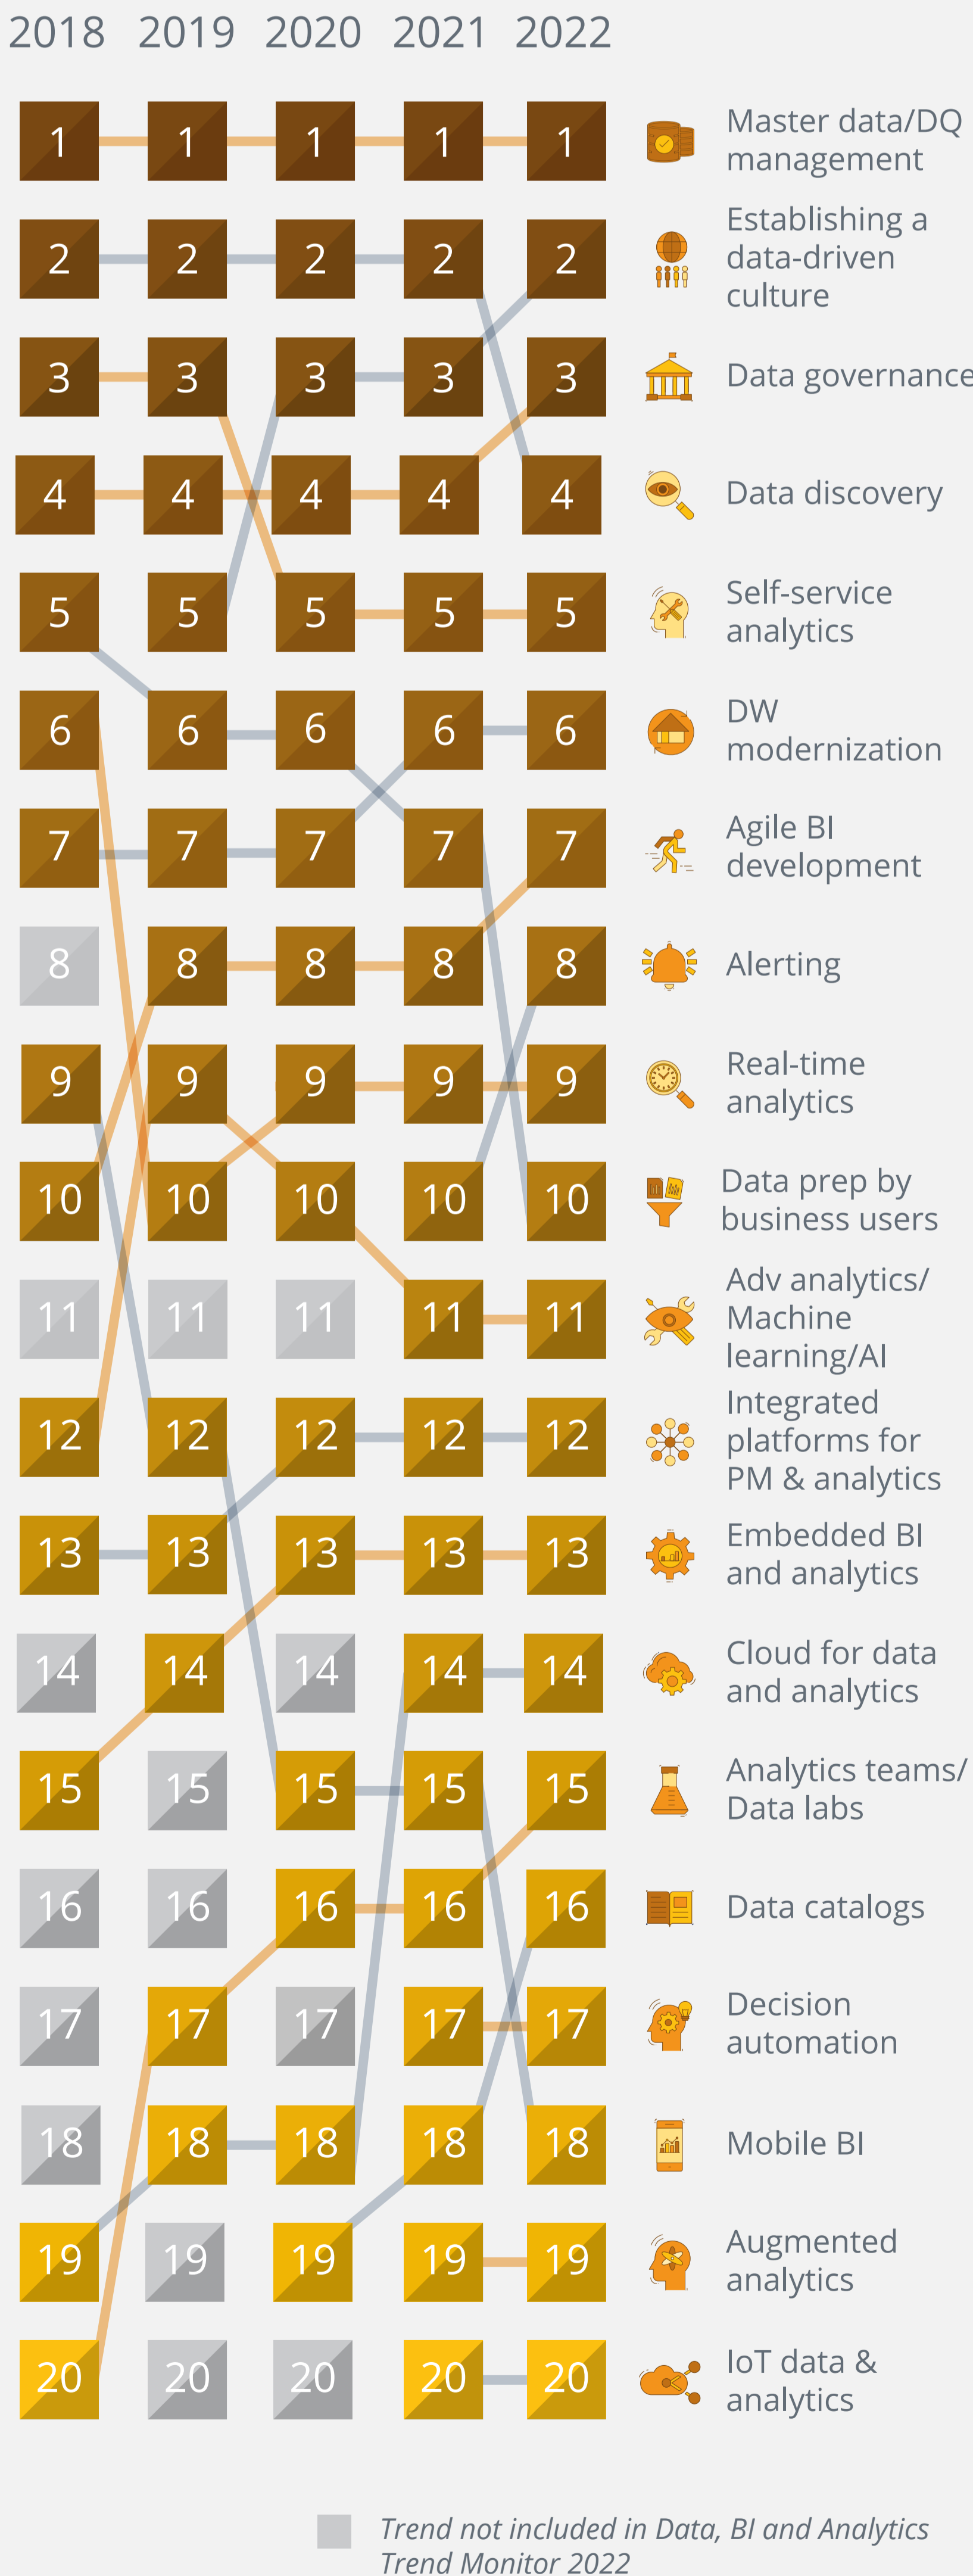 2018 2019 2020 2021 2022
1 1 1 1 1
Master data/DQ
management
2 2 2 2 2
Establishing a
data-driven
culture
3 3 3 3 3
Data governance
4 4 4 4 4
Data discovery
5 5 5 5 5
Self-service
analytics
6 6 6 6 6
DW
modernization
7 7 7 7 7
Agile BI
development
8 8 8 8 8
Alerting
9 9 9 9 9
Real-time
analytics
10 10 10 10 10
Data prep by
business users
11 11 11 11 11
Adv analytics/
Machine
learning/AI
12 12 12 12 12
Integrated
platforms for
PM & analytics
13 13 13 13 13
Embedded BI
and analytics
14 14 14 14 14
Cloud for data
and analytics
15 15 15 15 15
Analytics teams/
Data labs
16 16 16 16 16
Data catalogs
17 17 17 17 17
Decision
automation
18 18 18 18 18
Mobile BI
19 19 19 19 19
Augmented
analytics
20 20 20 20 20
IoT data &
analytics
Trend not included in Data, BI and Analytics
Trend Monitor 2022